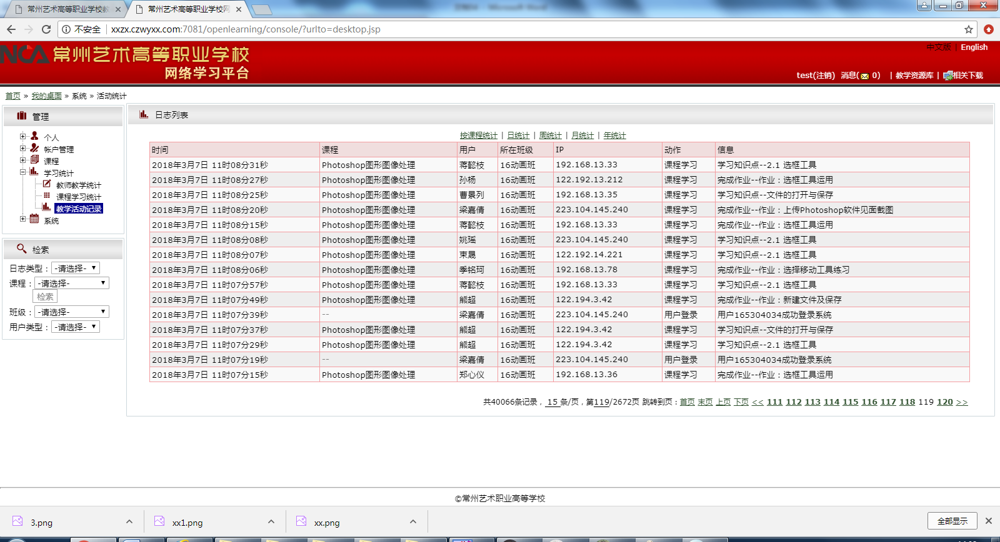 常州艺术高等职业学校教
常州艺术高等职业学校网
不安全
xxzx.czwyxx.com:7081/openlearning/console/?urlto=desktop.jsp
NCA 常州艺术高等职业学校
网络学习平台
中文版 | English
test(注销) 消息( 0) | 教学资源库 | 相关下载
首页 » 我的桌面 » 系统 » 活动统计
管理
个人
帐户管理
课程
学习统计
教师教学统计
课程学习统计
教学活动记录
系统
检索
日志类型：-请选择-
课程：-请选择-
检索
班级：-请选择-
用户类型：-请选择-
日志列表
按课程统计 | 日统计 | 周统计 | 月统计 | 年统计
时间 课程 用户 所在班级 IP 动作 信息
2018年3月7日 11时08分31秒 Photoshop图形图像处理 蒋懿枝 16动画班 192.168.13.33 课程学习 学习知识点--2.1 选框工具
2018年3月7日 11时08分27秒 Photoshop图形图像处理 孙杨 16动画班 122.192.13.212 课程学习 完成作业--作业：选框工具运用
2018年3月7日 11时08分25秒 Photoshop图形图像处理 曹景列 16动画班 192.168.13.35 课程学习 学习知识点--文件的打开与保存
2018年3月7日 11时08分20秒 Photoshop图形图像处理 梁嘉倩 16动画班 223.104.145.240 课程学习 完成作业--作业：上传Photoshop软件见面截图
2018年3月7日 11时08分15秒 Photoshop图形图像处理 蒋懿枝 16动画班 192.168.13.33 课程学习 完成作业--作业：选框工具运用
2018年3月7日 11时08分08秒 Photoshop图形图像处理 姚瑶 16动画班 223.104.145.240 课程学习 学习知识点--2.1 选框工具
2018年3月7日 11时08分07秒 Photoshop图形图像处理 束晟 16动画班 122.192.14.221 课程学习 学习知识点--2.1 选框工具
2018年3月7日 11时08分06秒 Photoshop图形图像处理 季铭珂 16动画班 192.168.13.78 课程学习 完成作业--作业：选择移动工具练习
2018年3月7日 11时07分57秒 Photoshop图形图像处理 蒋懿枝 16动画班 192.168.13.33 课程学习 学习知识点--2.1 选框工具
2018年3月7日 11时07分49秒 Photoshop图形图像处理 熊超 16动画班 122.194.3.42 课程学习 完成作业--作业：新建文件及保存
2018年3月7日 11时07分39秒 -- 梁嘉倩 16动画班 223.104.145.240 用户登录 用户165304034成功登录系统
2018年3月7日 11时07分37秒 Photoshop图形图像处理 熊超 16动画班 122.194.3.42 课程学习 学习知识点--文件的打开与保存
2018年3月7日 11时07分29秒 Photoshop图形图像处理 熊超 16动画班 122.194.3.42 课程学习 学习知识点--2.1 选框工具
2018年3月7日 11时07分19秒 -- 梁嘉倩 16动画班 223.104.145.240 用户登录 用户165304034成功登录系统
2018年3月7日 11时07分15秒 Photoshop图形图像处理 郑心仪 16动画班 192.168.13.36 课程学习 完成作业--作业：选框工具运用
共40066条记录， 15 条/页，第119/2672页 跳转到页：首页 末页 上页 下页 << 111 112 113 114 115 116 117 118 119 120 >>
©常州艺术职业高等学校
3.png
xx1.png
xx.png
全部显示